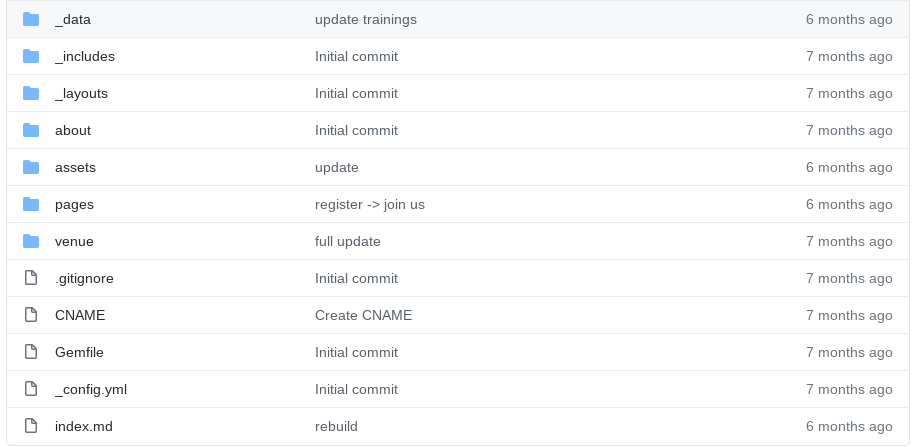 _data update trainings 6 months ago
_includes Initial commit 7 months ago
_layouts Initial commit 7 months ago
about Initial commit 7 months ago
assets update 6 months ago
pages register -> join us 6 months ago
venue full update 7 months ago
.gitignore Initial commit 7 months ago
CNAME Create CNAME 7 months ago
Gemfile Initial commit 7 months ago
_config.yml Initial commit 7 months ago
index.md rebuild 6 months ago